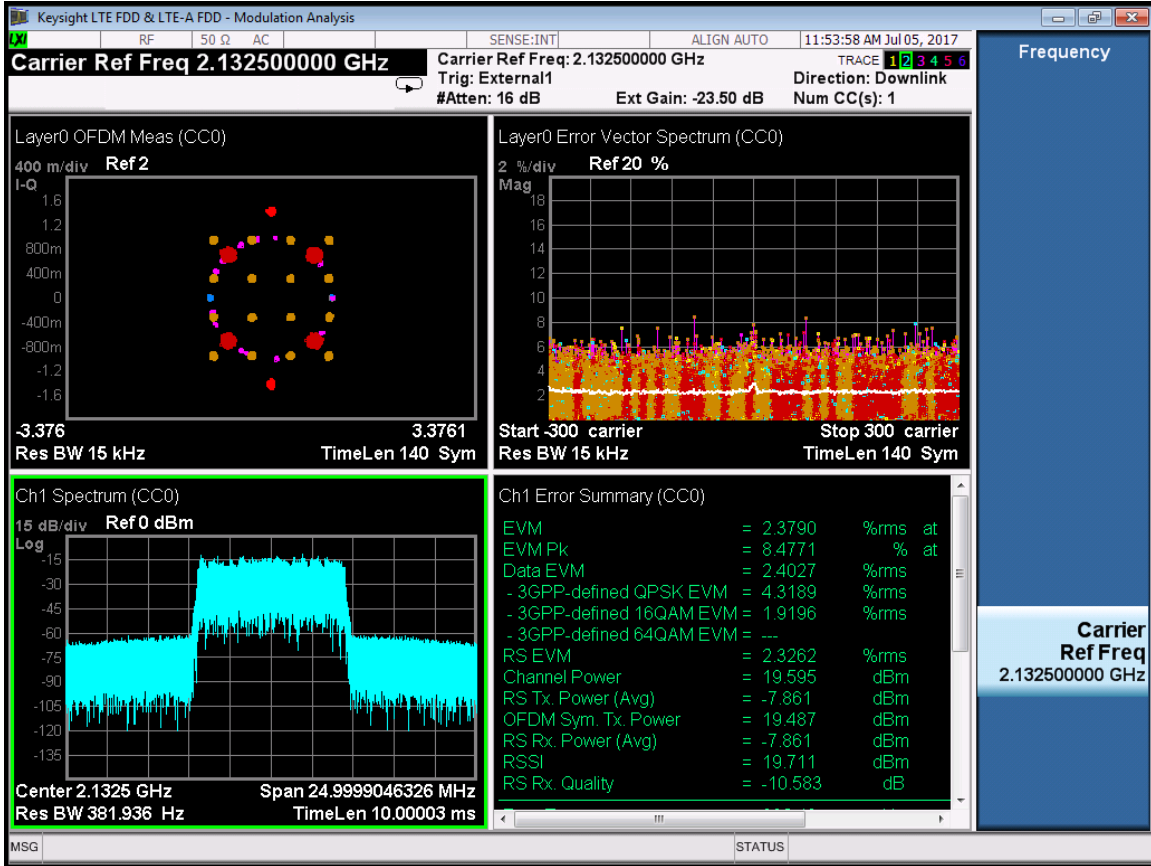 Keysight LTE FDD & LTE-A FDD - Modulation Analysis
LXI RF 50 Ω AC SENSE:INT ALIGN AUTO 11:53:58 AM Jul 05, 2017
Carrier Ref Freq 2.132500000 GHz
Carrier Ref Freq: 2.132500000 GHz
Trig: External1
#Atten: 16 dB Ext Gain: -23.50 dB
TRACE 1 2 3 4 5 6
Direction: Downlink
Num CC(s): 1
Layer0 OFDM Meas (CC0)
400 m/div Ref 2
I-Q
1.6
1.2
800m
400m
0
-400m
-800m
-1.2
-1.6
-3.376 3.3761
Res BW 15 kHz TimeLen 140 Sym
Layer0 Error Vector Spectrum (CC0)
2 %/div Ref 20 %
Mag
18
16
14
12
10
8
6
4
2
Start -300 carrier Stop 300 carrier
Res BW 15 kHz TimeLen 140 Sym
Ch1 Spectrum (CC0)
15 dB/div Ref 0 dBm
Log
-15
-30
-45
-60
-75
-90
-105
-120
-135
Center 2.1325 GHz Span 24.9999046326 MHz
Res BW 381.936 Hz TimeLen 10.00003 ms
Ch1 Error Summary (CC0)
EVM = 2.3790 %rms at
EVM Pk = 8.4771 % at
Data EVM = 2.4027 %rms
- 3GPP-defined QPSK EVM = 4.3189 %rms
- 3GPP-defined 16QAM EVM = 1.9196 %rms
- 3GPP-defined 64QAM EVM = ---
RS EVM = 2.3262 %rms
Channel Power = 19.595 dBm
RS Tx. Power (Avg) = -7.861 dBm
OFDM Sym. Tx. Power = 19.487 dBm
RS Rx. Power (Avg) = -7.861 dBm
RSSI = 19.711 dBm
RS Rx. Quality = -10.583 dB
Frequency
Carrier
Ref Freq
2.132500000 GHz
MSG STATUS